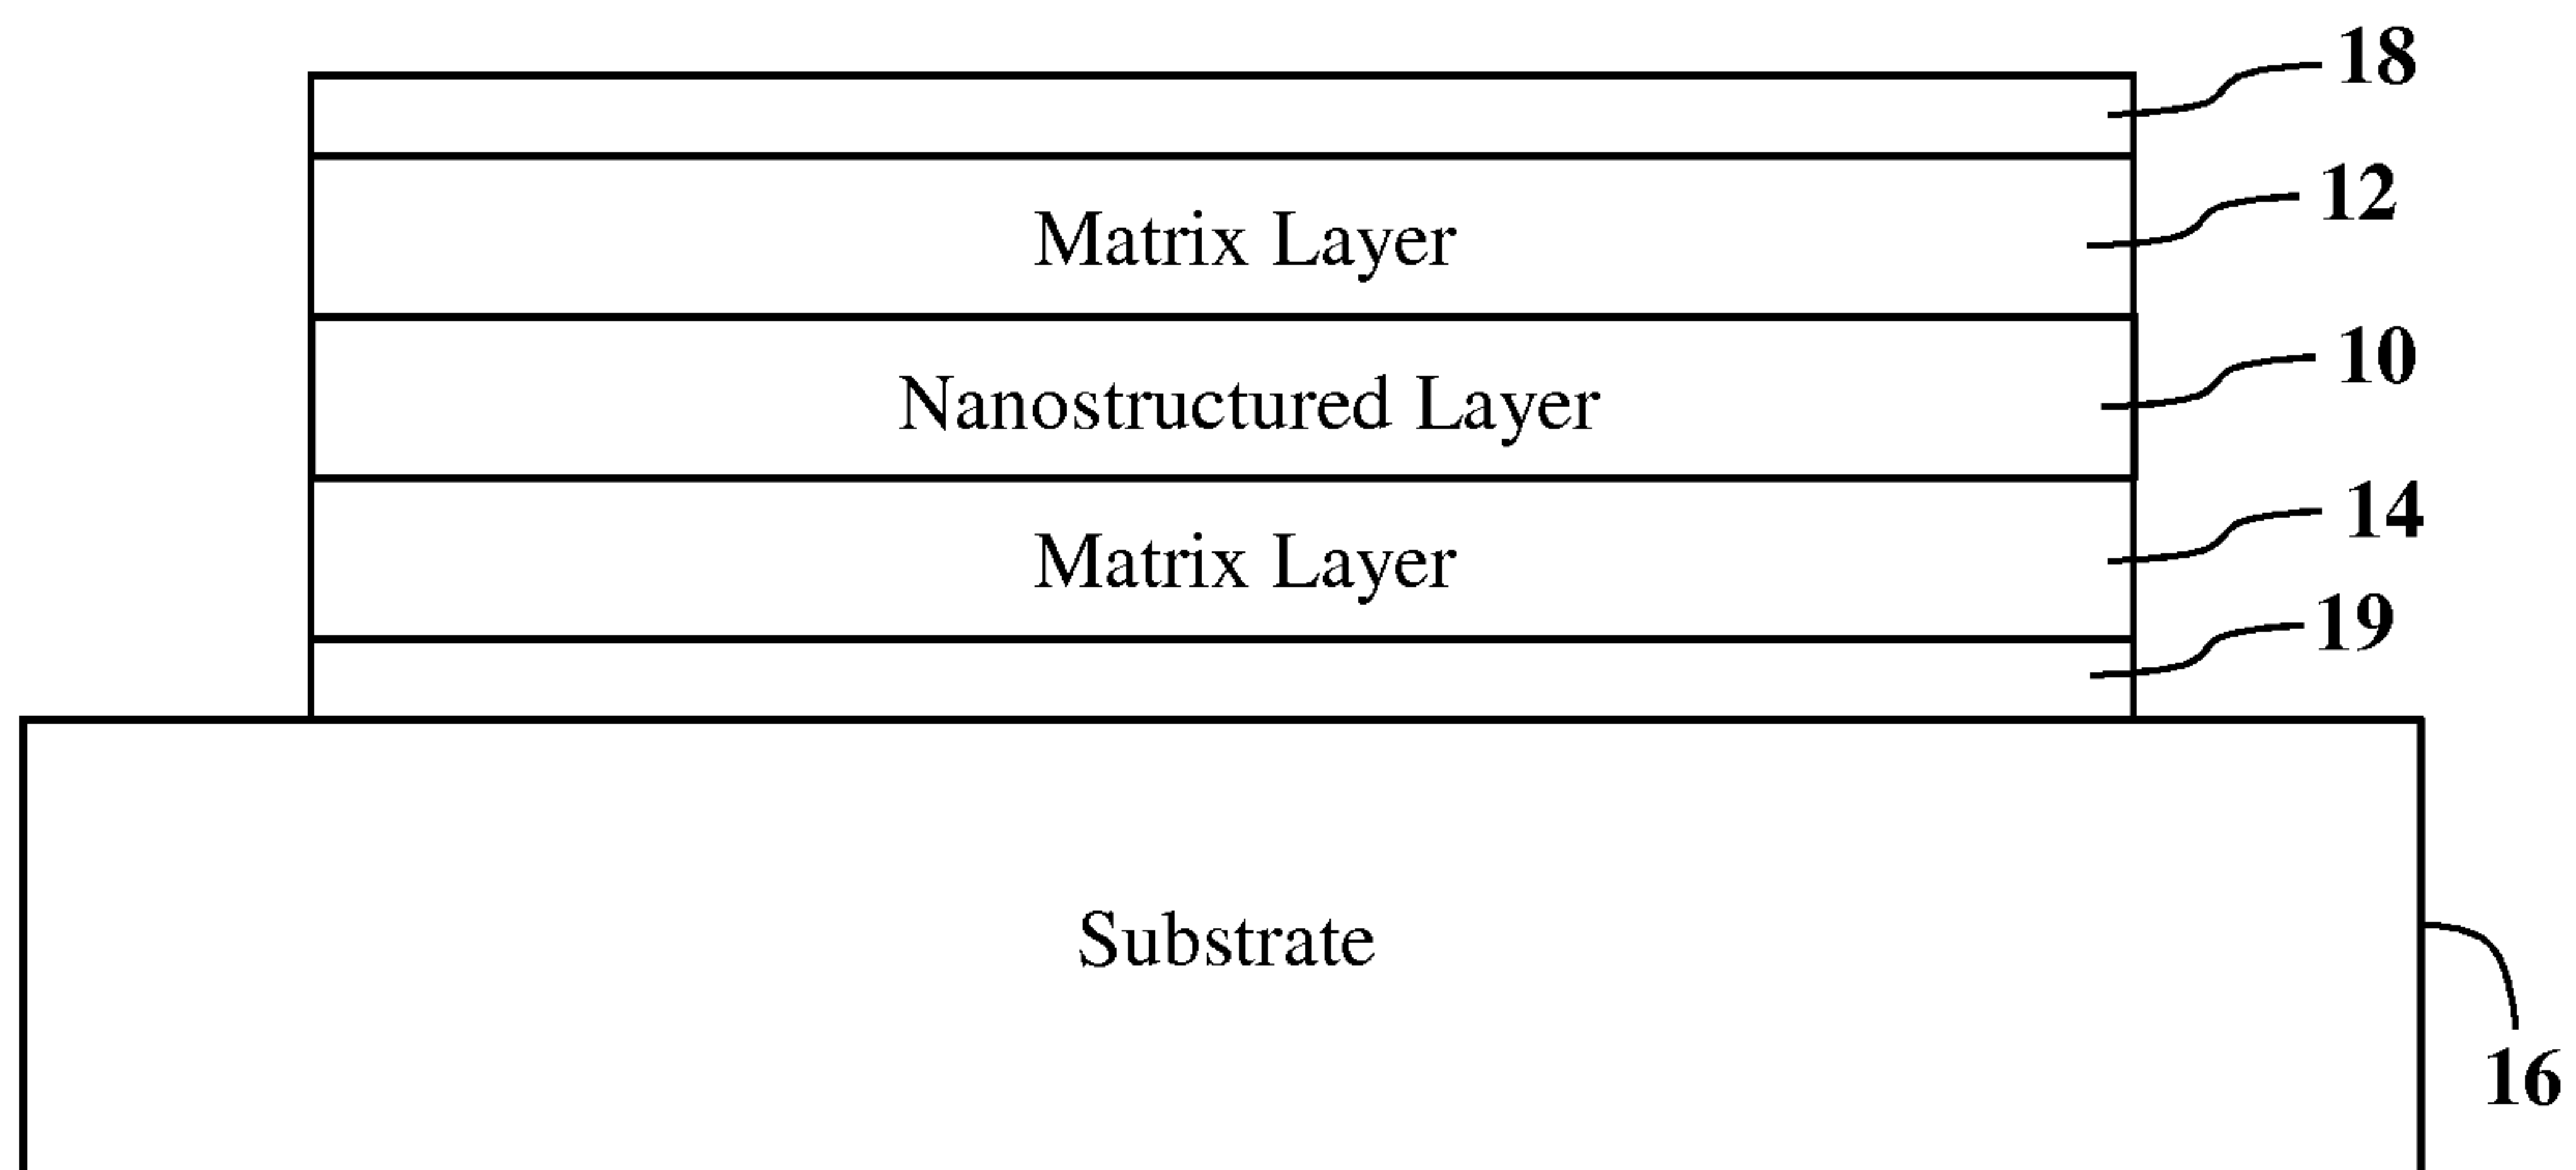 18
Matrix Layer 12
Nanostructured Layer 10
Matrix Layer 14
19
Substrate
16